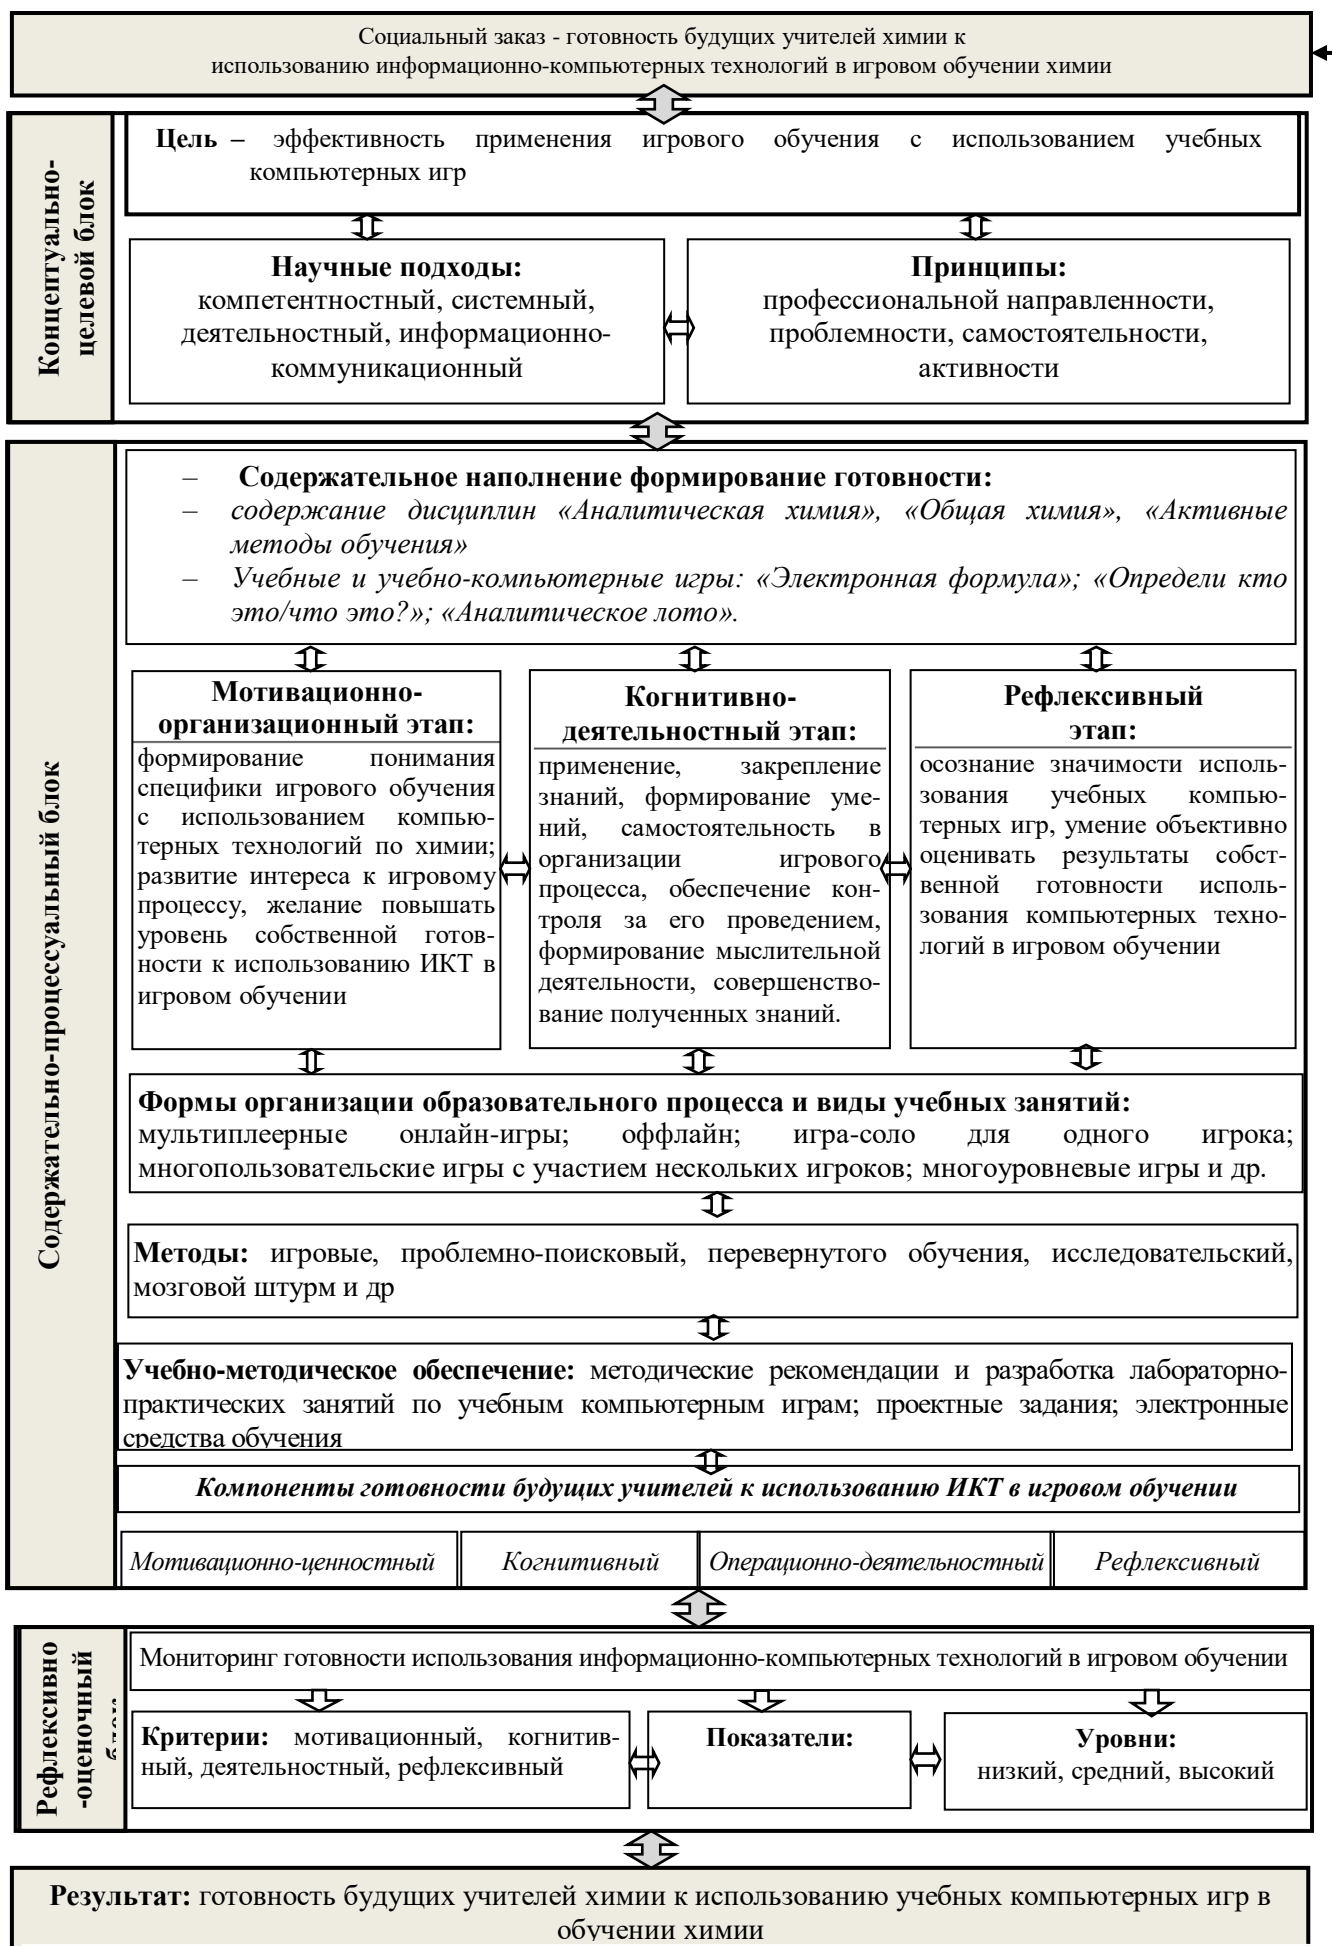 Социальный заказ - готовность будущих учителей химии к
использованию информационно-компьютерных технологий в игровом обучении химии
Концептуально-
целевой блок
Цель – эффективность применения игрового обучения с использованием учебных
компьютерных игр
Научные подходы:
компетентностный, системный,
деятельностный, информационно-
коммуникационный
Принципы:
профессиональной направленности,
проблемности, самостоятельности,
активности
Содержательно-процессуальный блок
– Содержательное наполнение формирование готовности:
– содержание дисциплин «Аналитическая химия», «Общая химия», «Активные
методы обучения»
– Учебные и учебно-компьютерные игры: «Электронная формула»; «Определи кто
это/что это?»; «Аналитическое лото».
Мотивационно-
организационный этап:
формирование понимания
специфики игрового обучения
с использованием компью-
терных технологий по химии;
развитие интереса к игровому
процессу, желание повышать
уровень собственной готов-
ности к использованию ИКТ в
игровом обучении
Когнитивно-
деятельностный этап:
применение, закрепление
знаний, формирование уме-
ний, самостоятельность в
организации игрового
процесса, обеспечение кон-
троля за его проведением,
формирование мыслительной
деятельности, совершенство-
вание полученных знаний.
Рефлексивный
этап:
осознание значимости исполь-
зования учебных компью-
терных игр, умение объективно
оценивать результаты собст-
венной готовности исполь-
зования компьютерных техно-
логий в игровом обучении
Формы организации образовательного процесса и виды учебных занятий:
мультиплеерные онлайн-игры; оффлайн; игра-соло для одного игрока;
многопользовательские игры с участием нескольких игроков; многоуровневые игры и др.
Методы: игровые, проблемно-поисковый, перевернутого обучения, исследовательский,
мозговой штурм и др
Учебно-методическое обеспечение: методические рекомендации и разработка лабораторно-
практических занятий по учебным компьютерным играм; проектные задания; электронные
средства обучения
Компоненты готовности будущих учителей к использованию ИКТ в игровом обучении
Мотивационно-ценностный
Когнитивный
Операционно-деятельностный
Рефлексивный
Рефлексивно
-оценочный
Мониторинг готовности использования информационно-компьютерных технологий в игровом обучении
Критерии: мотивационный, когнитив-
ный, деятельностный, рефлексивный
Показатели:
Уровни:
низкий, средний, высокий
Результат: готовность будущих учителей химии к использованию учебных компьютерных игр в
обучении химии